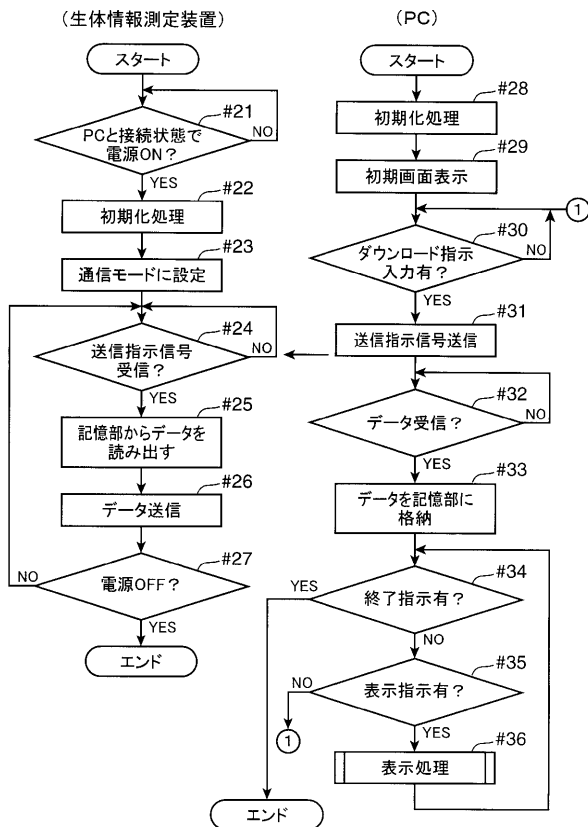 (生体情報測定装置)
スタート
#21
PCと接続状態で
電源ON?
NO
YES
#22
初期化処理
#23
通信モードに設定
#24
送信指示信号
受信?
NO
YES
#25
記憶部からデータを
読み出す
#26
データ送信
#27
NO
電源OFF?
YES
エンド
(PC)
スタート
#28
初期化処理
#29
初期画面表示
1
#30
ダウンロード指示
入力有?
NO
YES
#31
送信指示信号送信
#32
データ受信?
NO
YES
#33
データを記憶部に
格納
#34
YES
終了指示有?
NO
#35
NO
表示指示有?
1
YES
#36
表示処理
エンド